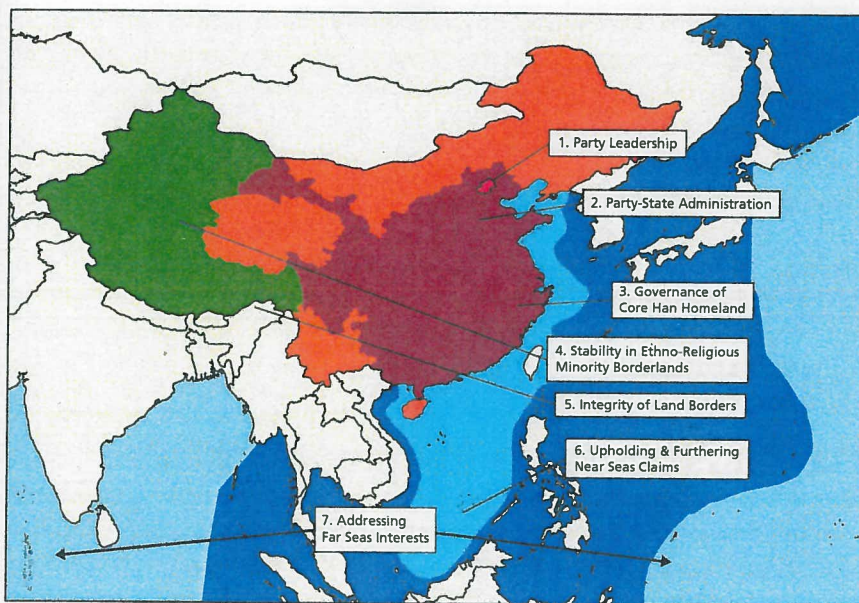 1. Party Leadership
2. Party-State Administration
3. Governance of
Core Han Homeland
4. Stability in Ethno-Religious
Minority Borderlands
5. Integrity of Land Borders
6. Upholding & Furthering
Near Seas Claims
7. Addressing
Far Seas Interests